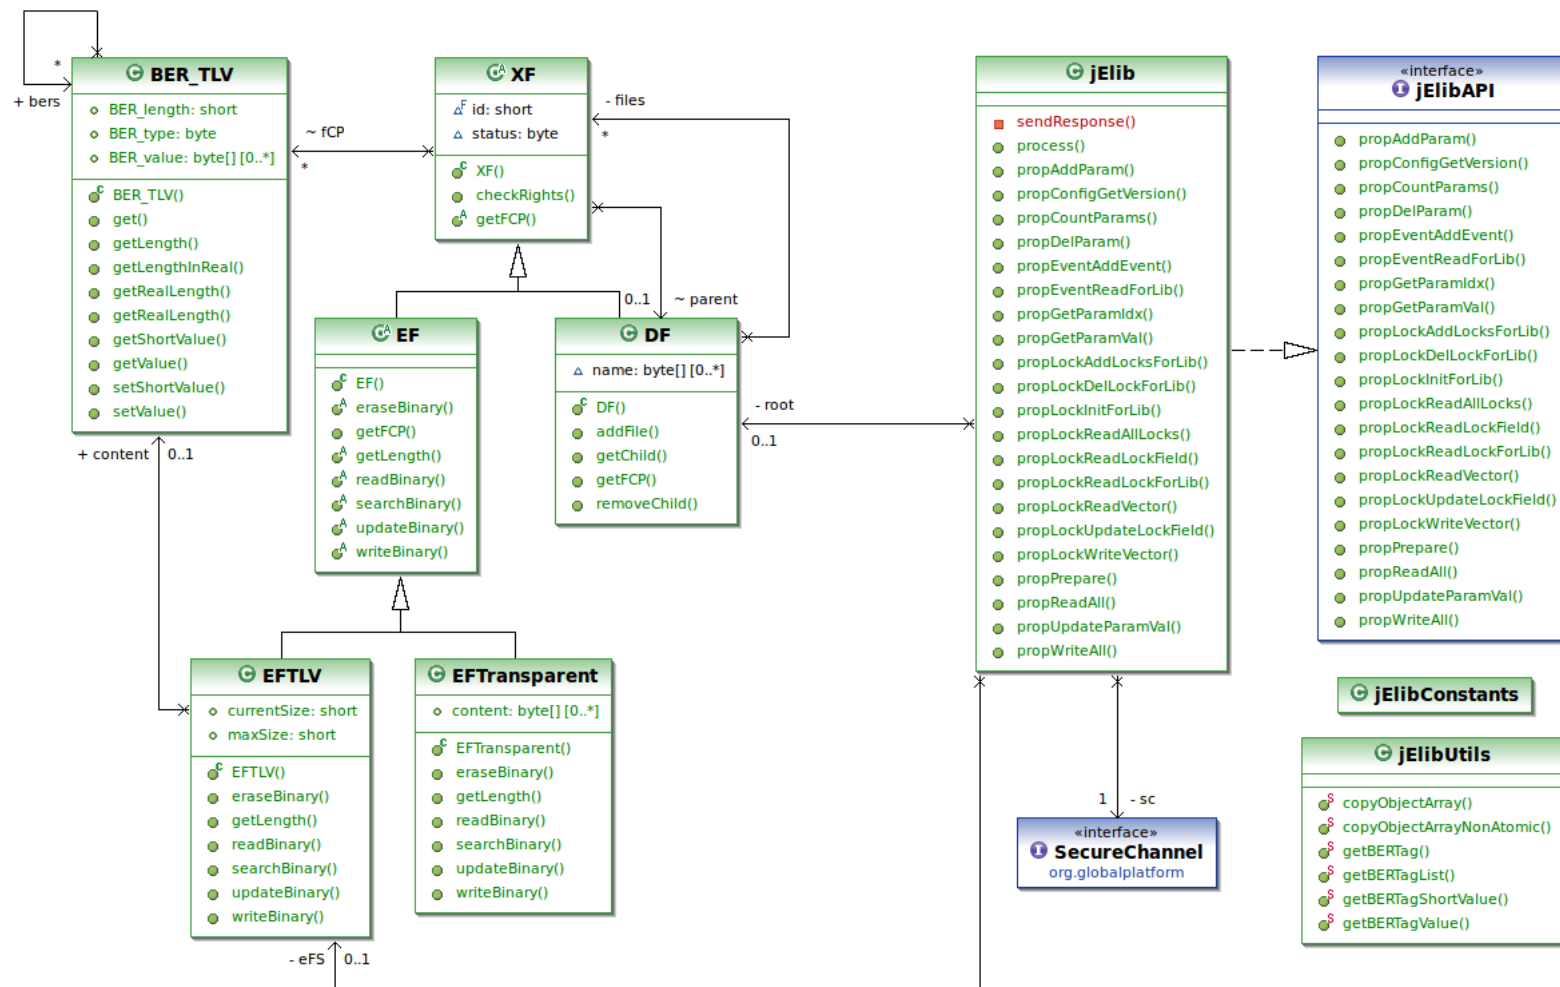 BER_TLV
BER_length: short
BER_type: byte
BER_value: byte[] [0..*]
BER_TLV()
get()
getLength()
getLengthInReal()
getRealLength()
getRealLength()
getShortValue()
getValue()
setShortValue()
setValue()
*
+ bers
~ fCP
*
XF
id: short
status: byte
XF()
checkRights()
getFCP()
- files
*
0..1
~ parent
EF
EF()
eraseBinary()
getFCP()
getLength()
readBinary()
searchBinary()
updateBinary()
writeBinary()
DF
name: byte[] [0..*]
DF()
addFile()
getChild()
getFCP()
removeChild()
- root
0..1
+ content
0..1
EFTLV
currentSize: short
maxSize: short
EFTLV()
eraseBinary()
getLength()
readBinary()
searchBinary()
updateBinary()
writeBinary()
- eFS
0..1
EFTransparent
content: byte[] [0..*]
EFTransparent()
eraseBinary()
getLength()
readBinary()
searchBinary()
updateBinary()
writeBinary()
jElib
sendResponse()
process()
propAddParam()
propConfigGetVersion()
propCountParams()
propDelParam()
propEventAddEvent()
propEventReadForLib()
propGetParamIdx()
propGetParamVal()
propLockAddLocksForLib()
propLockDelLockForLib()
propLockInitForLib()
propLockReadAllLocks()
propLockReadLockField()
propLockReadLockForLib()
propLockReadVector()
propLockUpdateLockField()
propLockWriteVector()
propPrepare()
propReadAll()
propUpdateParamVal()
propWriteAll()
1
- sc
«interface»
SecureChannel
org.globalplatform
«interface»
jElibAPI
propAddParam()
propConfigGetVersion()
propCountParams()
propDelParam()
propEventAddEvent()
propEventReadForLib()
propGetParamIdx()
propGetParamVal()
propLockAddLocksForLib()
propLockDelLockForLib()
propLockInitForLib()
propLockReadAllLocks()
propLockReadLockField()
propLockReadLockForLib()
propLockReadVector()
propLockUpdateLockField()
propLockWriteVector()
propPrepare()
propReadAll()
propUpdateParamVal()
propWriteAll()
jElibConstants
jElibUtils
copyObjectArray()
copyObjectArrayNonAtomic()
getBERTag()
getBERTagList()
getBERTagShortValue()
getBERTagValue()